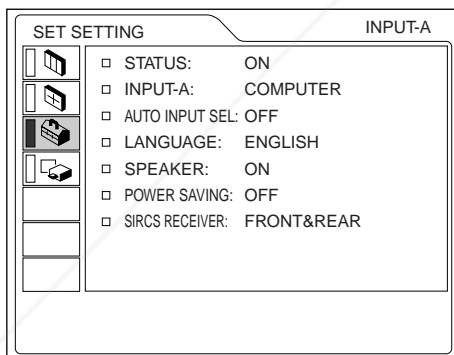 SET SETTING INPUT-A
STATUS: ON
INPUT-A: COMPUTER
AUTO INPUT SEL: OFF
LANGUAGE: ENGLISH
SPEAKER: ON
POWER SAVING: OFF
SIRCS RECEIVER: FRONT&REAR